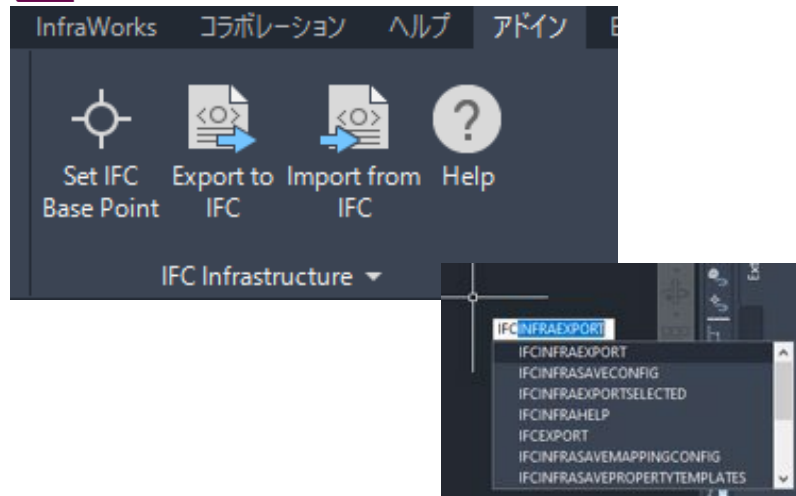 InfraWorks コラボレーション ヘルプ アドイン
Set IFC Base Point
Export to IFC
Import from IFC
Help
IFC Infrastructure
IFCINFRAEXPORT
IFCINFRAEXPORT
IFCINFRASAVECONFIG
IFCINFRAEXPORTSELECTED
IFCINFRAHELP
IFCEXPORT
IFCINFRASAVEMAPPINGCONFIG
IFCINFRASAVEPROPERTYTEMPLATES